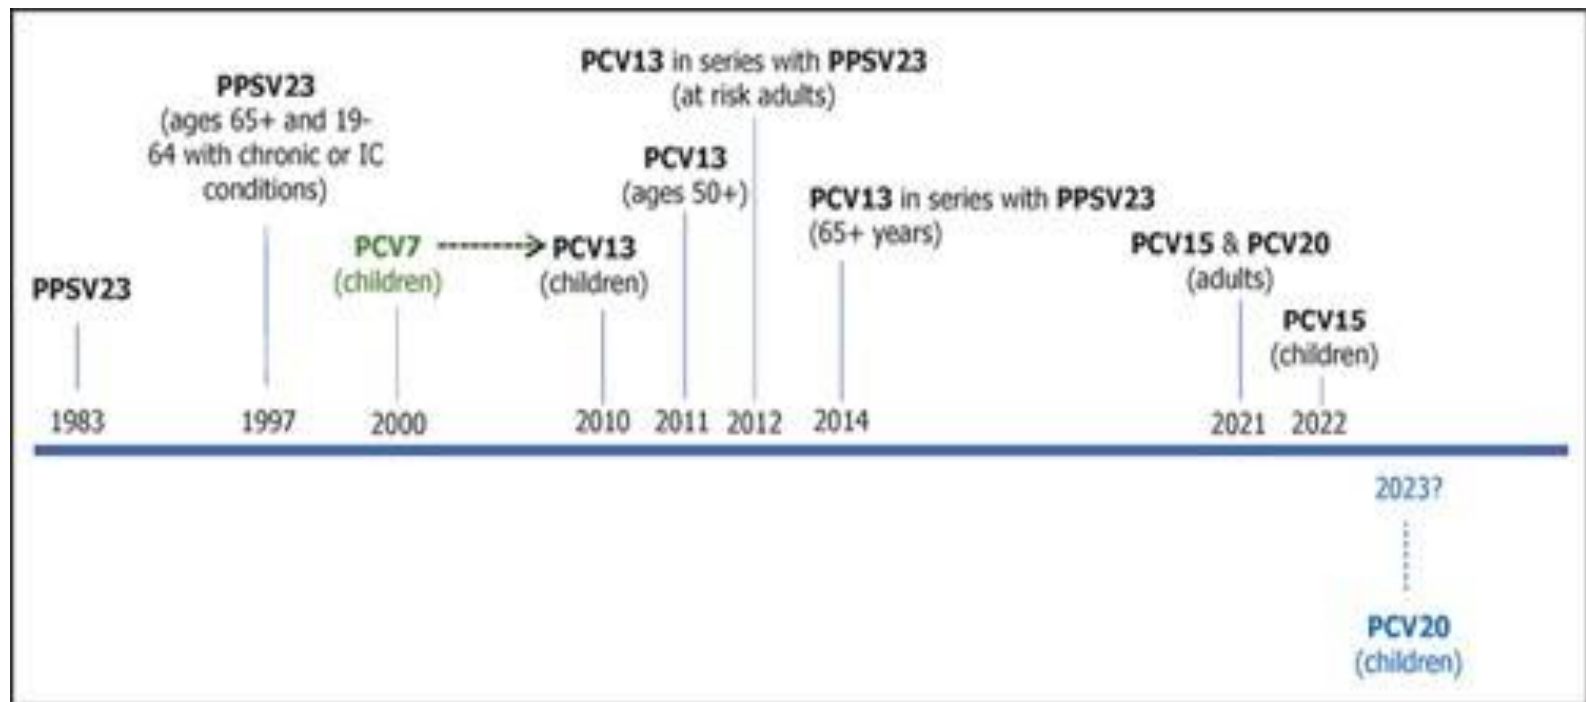 PPSV23
1983
PPSV23
(ages 65+ and 19-
64 with chronic or IC
conditions)
1997
PCV7
(children)
2000
PCV13
(children)
2010
PCV13
(ages 50+)
2011
PCV13 in series with PPSV23
(at risk adults)
2012
PCV13 in series with PPSV23
(65+ years)
2014
PCV15 & PCV20
(adults)
2021
PCV15
(children)
2022
2023?
PCV20
(children)